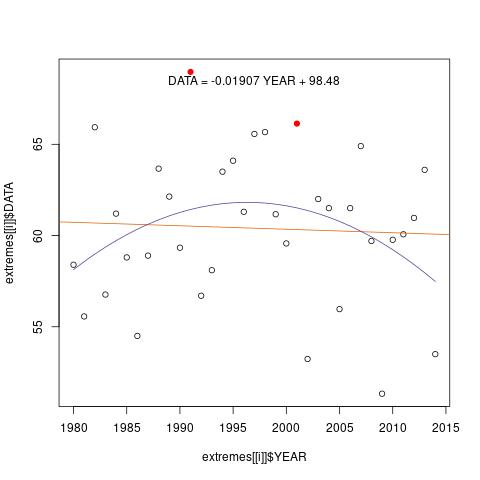 DATA = -0.01907 YEAR + 98.48
65
60
55
extremes[[i]]$DATA
1980 1985 1990 1995 2000 2005 2010 2015
extremes[[i]]$YEAR